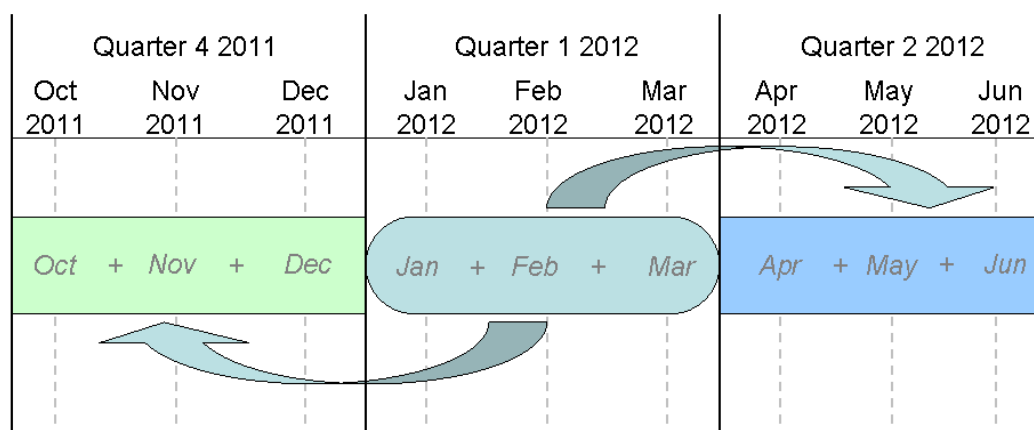 Quarter 4 2011 Quarter 1 2012 Quarter 2 2012
Oct Nov Dec Jan Feb Mar Apr May Jun
2011 2011 2011 2012 2012 2012 2012 2012 2012
Oct + Nov + Dec Jan + Feb + Mar Apr + May + Jun